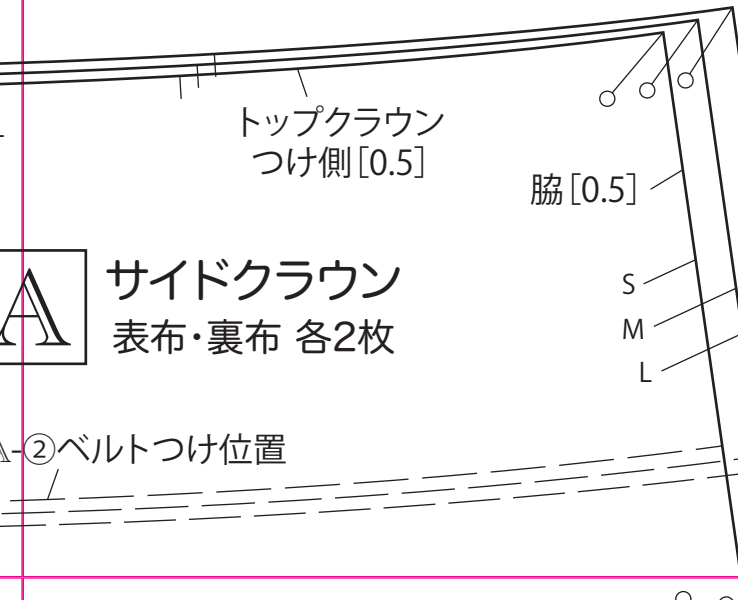 トップクラウン
つけ側[0.5]
脇[0.5]
A
サイドクラウン
表布・裏布 各2枚
S
M
L
A-②ベルトつけ位置